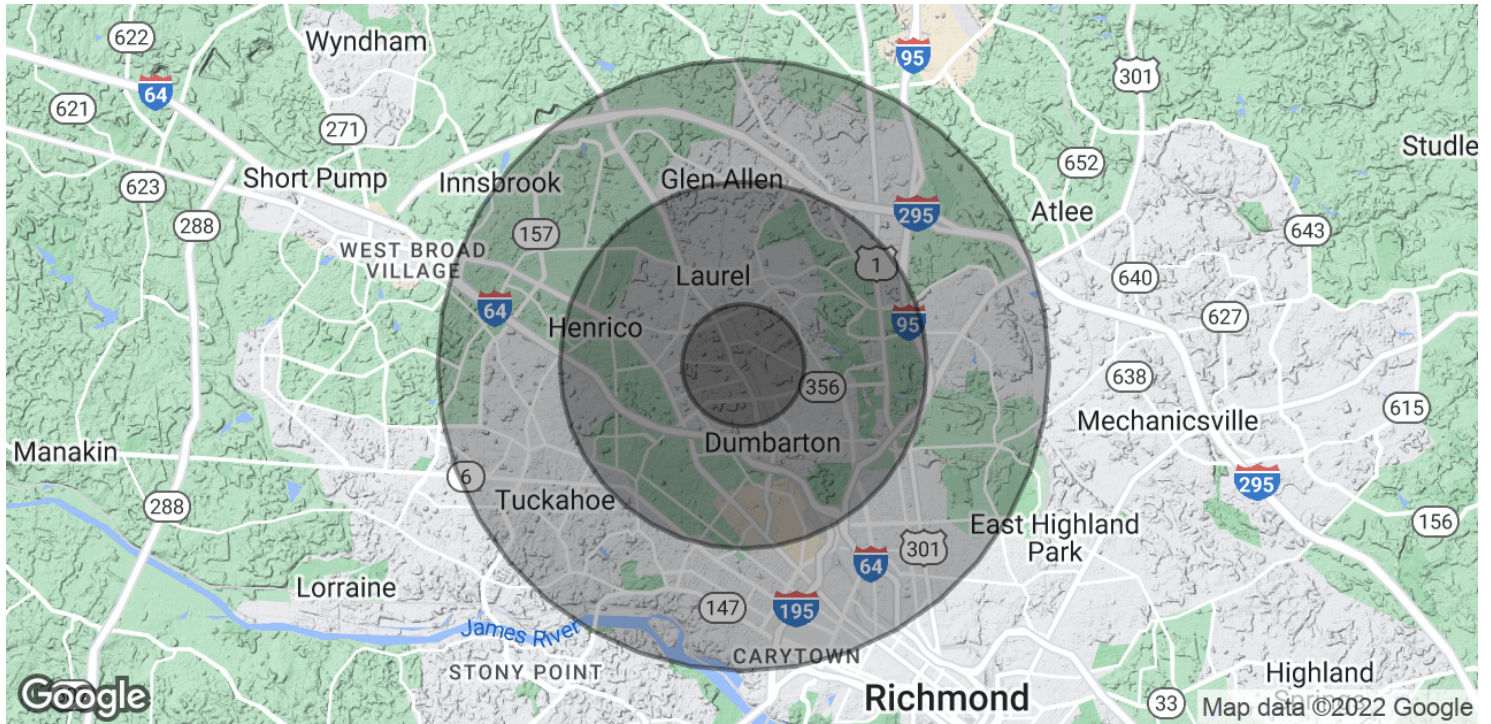 622
Wyndham
95
301
64
621
271
652
Studle
Short Pump
Innsbrook
Glen Allen
623
288
157
295
Atlee
643
WEST BROAD
VILLAGE
1
Laurel
640
64
Henrico
95
627
356
638
615
Mechanicsville
Dumbarton
Manakin
6
295
Tuckahoe
288
156
East Highland
Park
301
64
Lorraine
147
195
James River
CARYTOWN
STONY POINT
Highland
Richmond
33
Google
Map data ©2022 Google